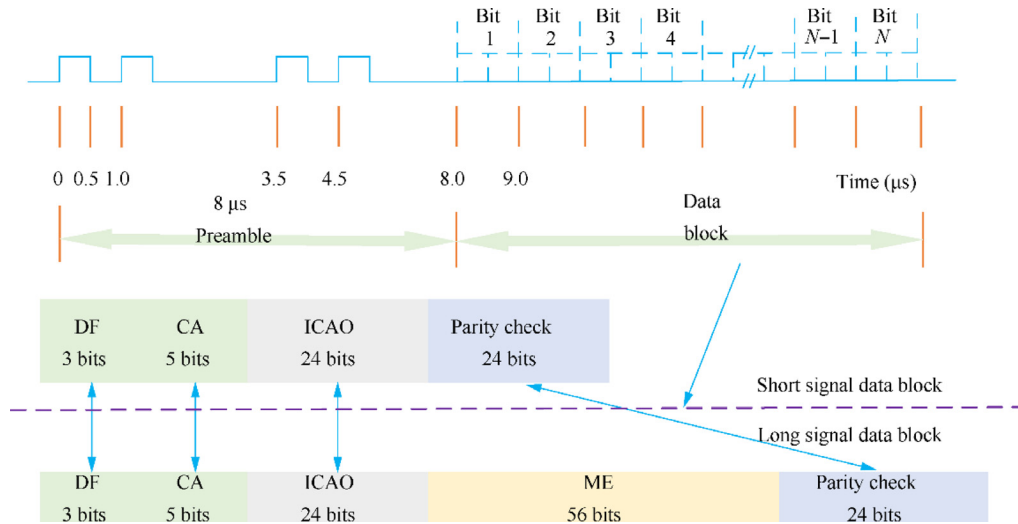 Bit Bit Bit Bit Bit Bit
1 2 3 4 N–1 N
0 0.5 1.0 3.5 4.5 8.0 9.0 Time (μs)
8 μs
Preamble
Data
block
DF CA ICAO Parity check
3 bits 5 bits 24 bits 24 bits
Short signal data block
Long signal data block
DF CA ICAO ME Parity check
3 bits 5 bits 24 bits 56 bits 24 bits